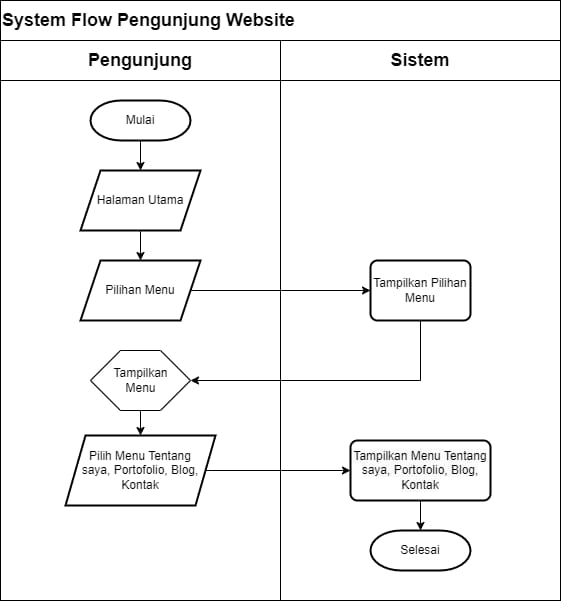 System Flow Pengunjung Website
Pengunjung
Sistem
Mulai
Halaman Utama
Pilihan Menu
Tampilkan Pilihan
Menu
Tampilkan
Menu
Pilih Menu Tentang
saya, Portofolio, Blog,
Kontak
Tampilkan Menu Tentang
saya, Portofolio, Blog,
Kontak
Selesai